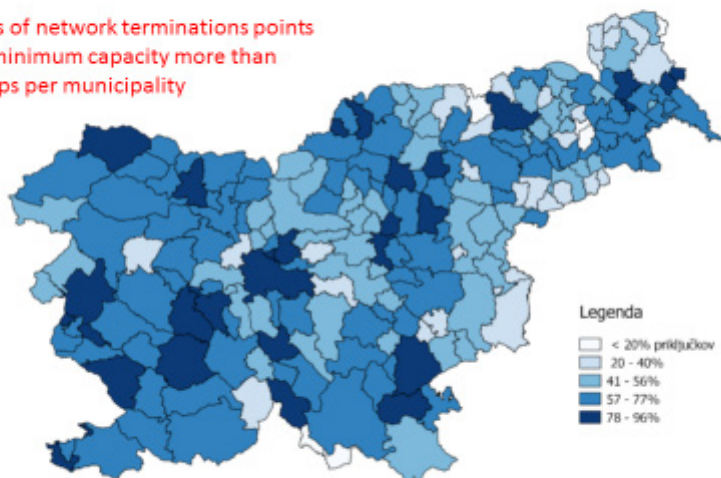 of network terminations points
minimum capacity more than
per municipality
Legenda
< 20% priključkov
20 - 40%
41 - 56%
57 - 77%
78 - 96%